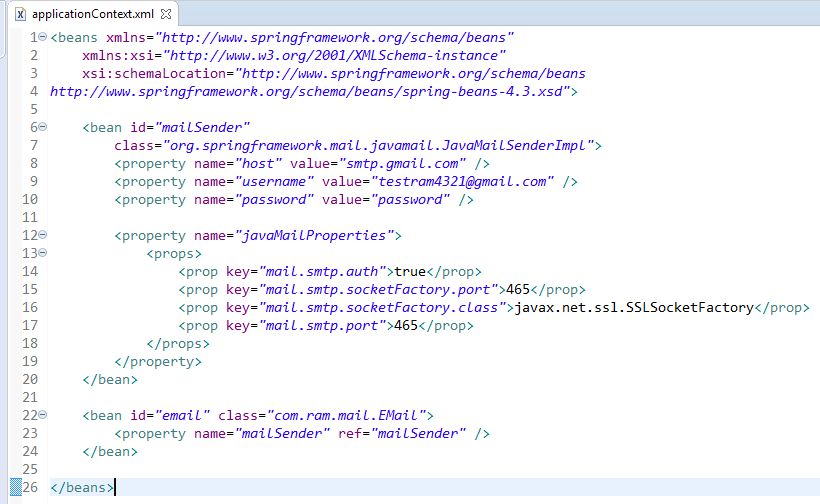 applicationContext.xml
1 <beans xmlns="http://www.springframework.org/schema/beans"
2 xmlns:xsi="http://www.w3.org/2001/XMLSchema-instance"
3 xsi:schemaLocation="http://www.springframework.org/schema/beans
4 http://www.springframework.org/schema/beans/spring-beans-4.3.xsd">
5
6 <bean id="mailSender"
7 class="org.springframework.mail.javamail.JavaMailSenderImpl">
8 <property name="host" value="smtp.gmail.com" />
9 <property name="username" value="testram4321@gmail.com" />
10 <property name="password" value="password" />
11
12 <property name="javaMailProperties">
13 <props>
14 <prop key="mail.smtp.auth">true</prop>
15 <prop key="mail.smtp.socketFactory.port">465</prop>
16 <prop key="mail.smtp.socketFactory.class">javax.net.ssl.SSLSocketFactory</prop>
17 <prop key="mail.smtp.port">465</prop>
18 </props>
19 </property>
20 </bean>
21
22 <bean id="email" class="com.ram.mail.EMail">
23 <property name="mailSender" ref="mailSender" />
24 </bean>
25
26 </beans>